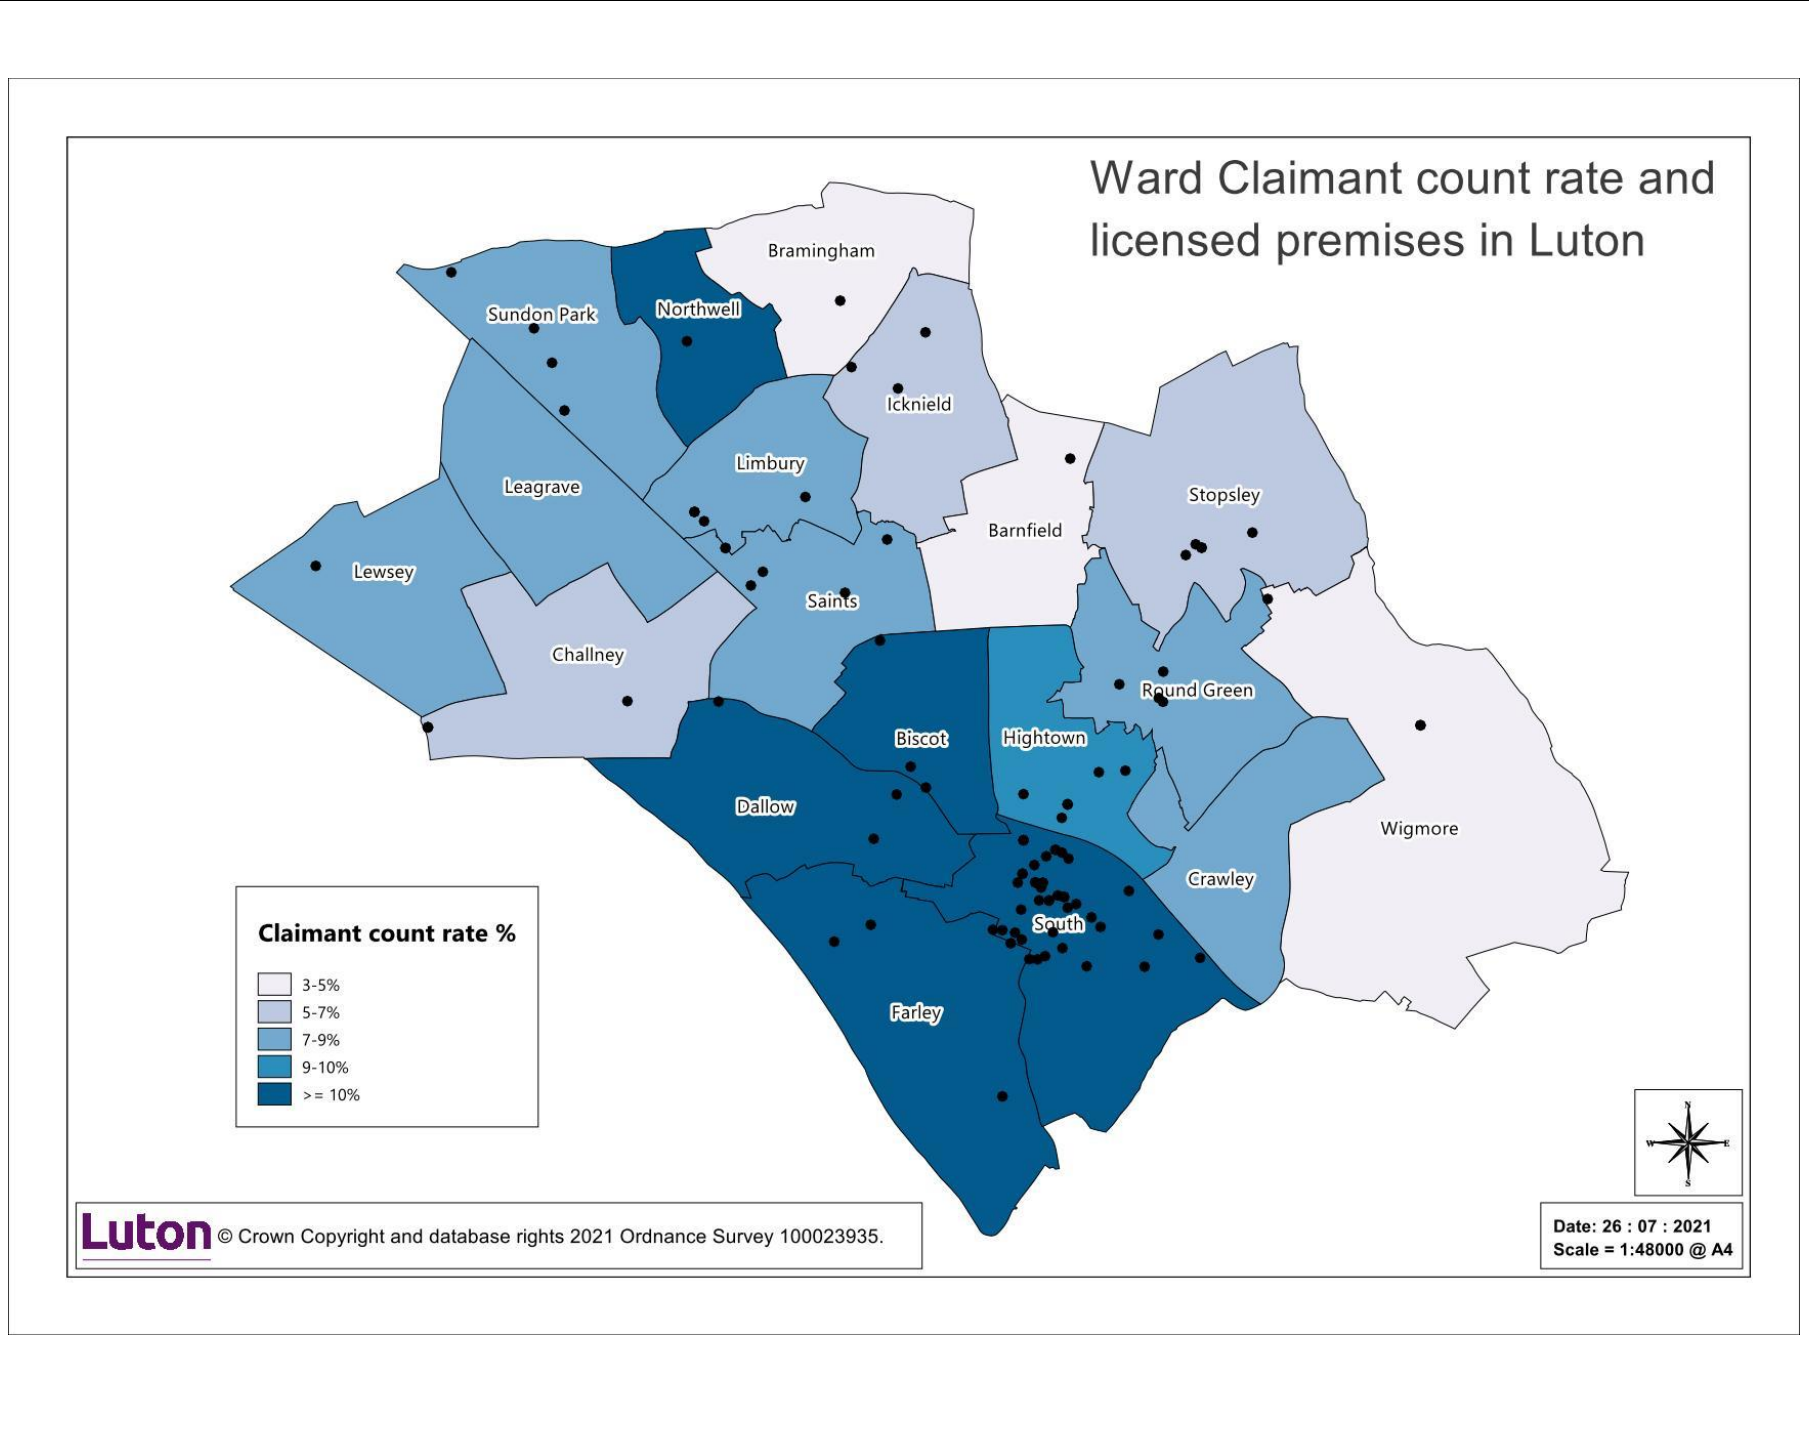 Ward Claimant count rate and
licensed premises in Luton
Bramingham
Sundon Park
Northwell
Icknield
Limbury
Leagrave
Stopsley
Barnfield
Lewsey
Saints
Challney
Round Green
Biscot
Hightown
Dallow
Wigmore
Crawley
South
Farley
Claimant count rate %
3-5%
5-7%
7-9%
9-10%
>= 10%
N
W E
S
Luton © Crown Copyright and database rights 2021 Ordnance Survey 100023935.
Date: 26 : 07 : 2021
Scale = 1:48000 @ A4